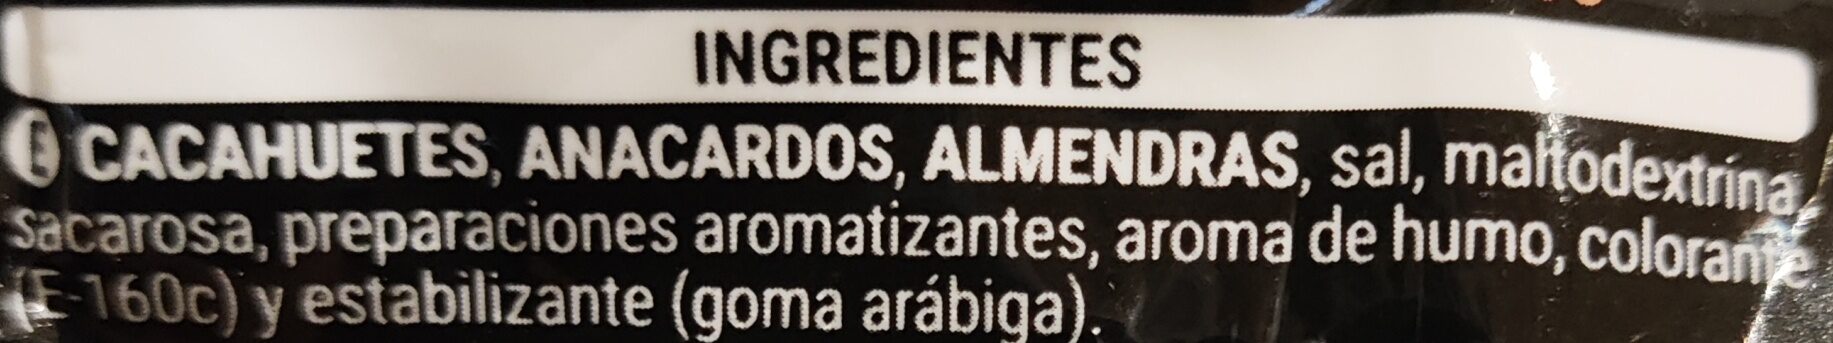 INGREDIENTES
E CACAHUETES, ANACARDOS, ALMENDRAS, sal, maltodextrina,
sacarosa, preparaciones aromatizantes, aroma de humo, colorante
(E-160c) y estabilizante (goma arábiga).